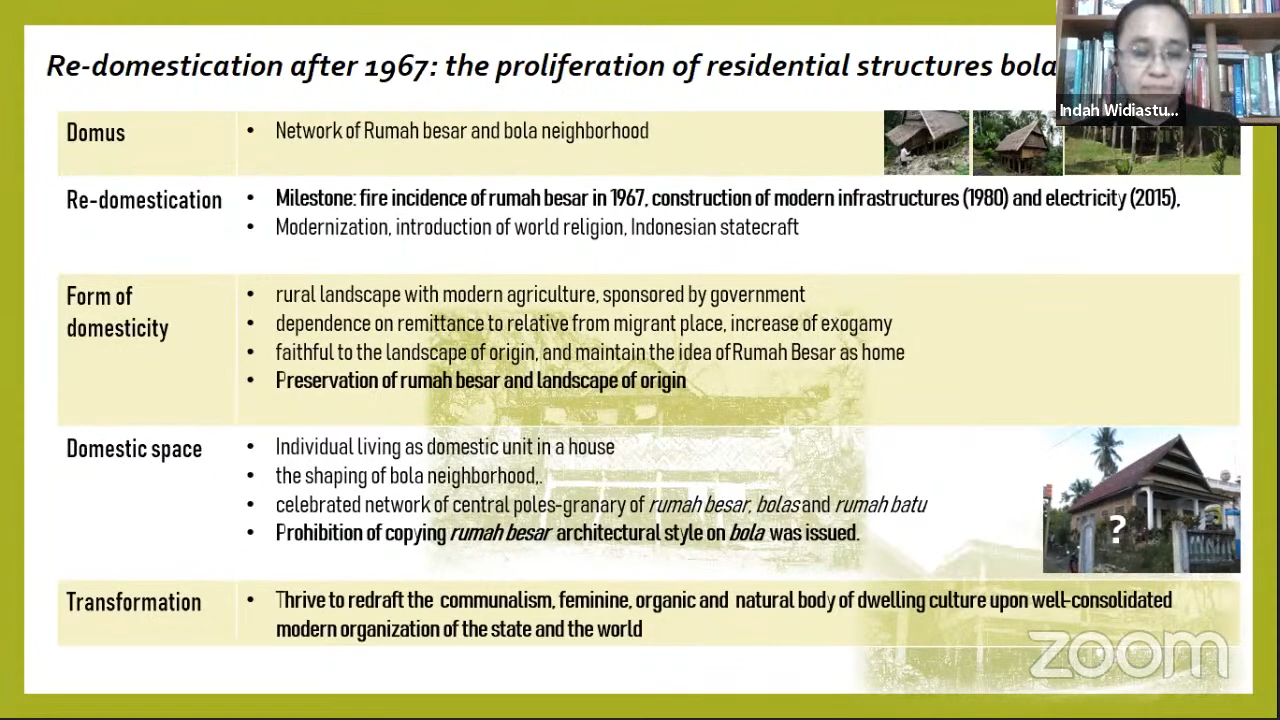 Re-domestication after 1967: the proliferation of residential structures bola
Indah Widiastu...
Domus
• Network of Rumah besar and bola neighborhood
Re-domestication
• Milestone: fire incidence of rumah besar in 1967, construction of modern infrastructures (1980) and electricity (2015),
• Modernization, introduction of world religion, Indonesian statecraft
Form of
domesticity
• rural landscape with modern agriculture, sponsored by government
• dependence on remittance to relative from migrant place, increase of exogamy
• faithful to the landscape of origin, and maintain the idea of Rumah Besar as home
• Preservation of rumah besar and landscape of origin
Domestic space
• Individual living as domestic unit in a house
• the shaping of bola neighborhood,.
• celebrated network of central poles-granary of rumah besar, bolas and rumah batu
• Prohibition of copying rumah besar architectural style on bola was issued.
?
Transformation
• Thrive to redraft the communalism, feminine, organic and natural body of dwelling culture upon well-consolidated
modern organization of the state and the world
zoom